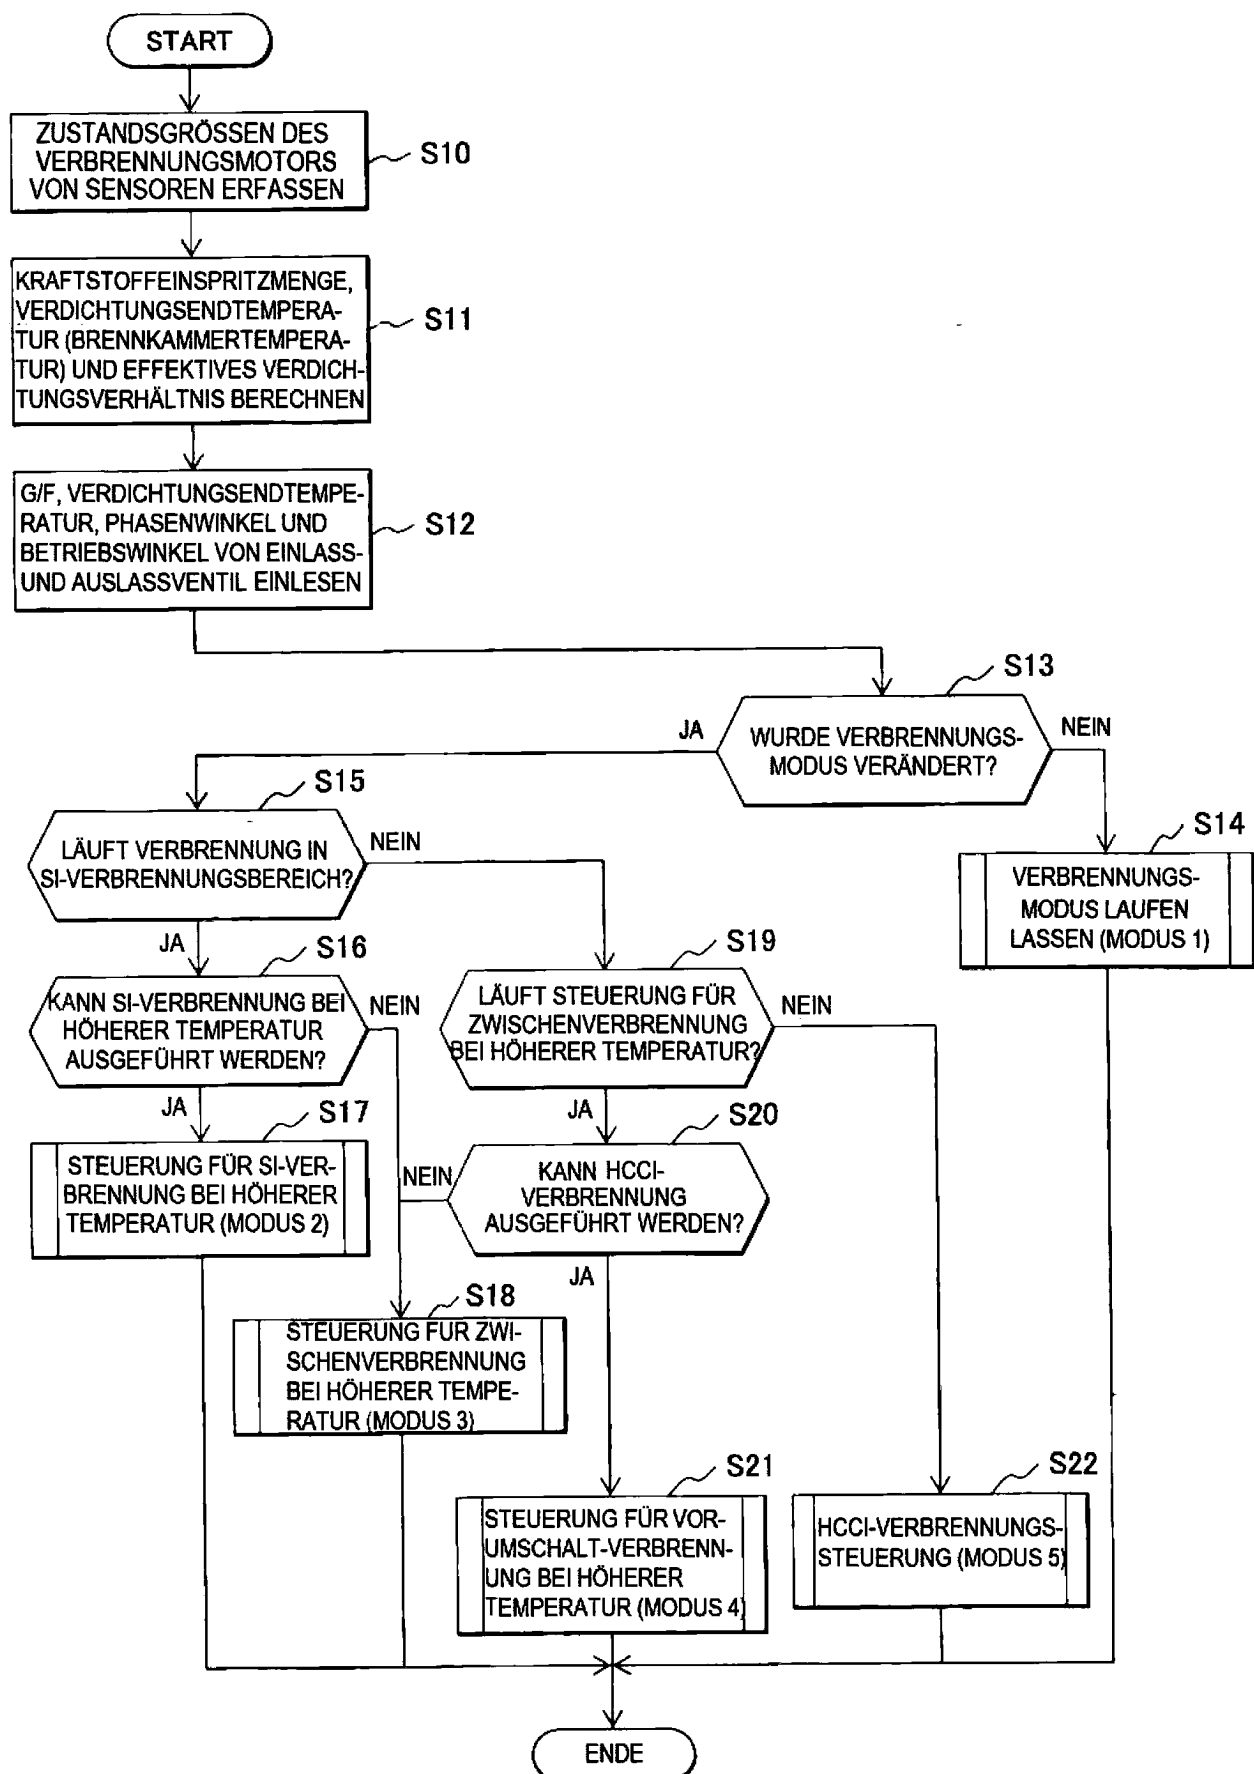 START
ZUSTANDSGRÖSSEN DES
VERBRENNUNGSMOTORS
VON SENSOREN ERFASSEN
S10
KRAFTSTOFFEINSPRITZMENGE,
VERDICHTUNGSENDTEMPERA-
TUR (BRENNKAMMERTEMPERA-
TUR) UND EFFEKTIVES VERDICH-
TUNGSVERHÄLTNIS BERECHNEN
S11
G/F, VERDICHTUNGSENDTEMPE-
RATUR, PHASENWINKEL UND
BETRIEBSWINKEL VON EINLASS-
UND AUSLASSVENTIL EINLESEN
S12
S13
WURDE VERBRENNUNGS-
MODUS VERÄNDERT?
JA
NEIN
S14
VERBRENNUNGS-
MODUS LAUFEN
LASSEN (MODUS 1)
S15
LÄUFT VERBRENNUNG IN
SI-VERBRENNUNGSBEREICH?
NEIN
JA
S16
KANN SI-VERBRENNUNG BEI
HÖHERER TEMPERATUR
AUSGEFÜHRT WERDEN?
NEIN
JA
S19
LÄUFT STEUERUNG FÜR
ZWISCHENVERBRENNUNG
BEI HÖHERER TEMPERATUR?
NEIN
JA
S17
STEUERUNG FÜR SI-VER-
BRENNUNG BEI HÖHERER
TEMPERATUR (MODUS 2)
S20
KANN HCCI-
VERBRENNUNG
AUSGEFÜHRT WERDEN?
NEIN
JA
S18
STEUERUNG FUR ZWI-
SCHENVERBRENNUNG
BEI HÖHERER TEMPE-
RATUR (MODUS 3)
S21
STEUERUNG FÜR VOR-
UMSCHALT-VERBRENN-
UNG BEI HÖHERER
TEMPERATUR (MODUS 4)
S22
HCCI-VERBRENNUNGS-
STEUERUNG (MODUS 5)
ENDE